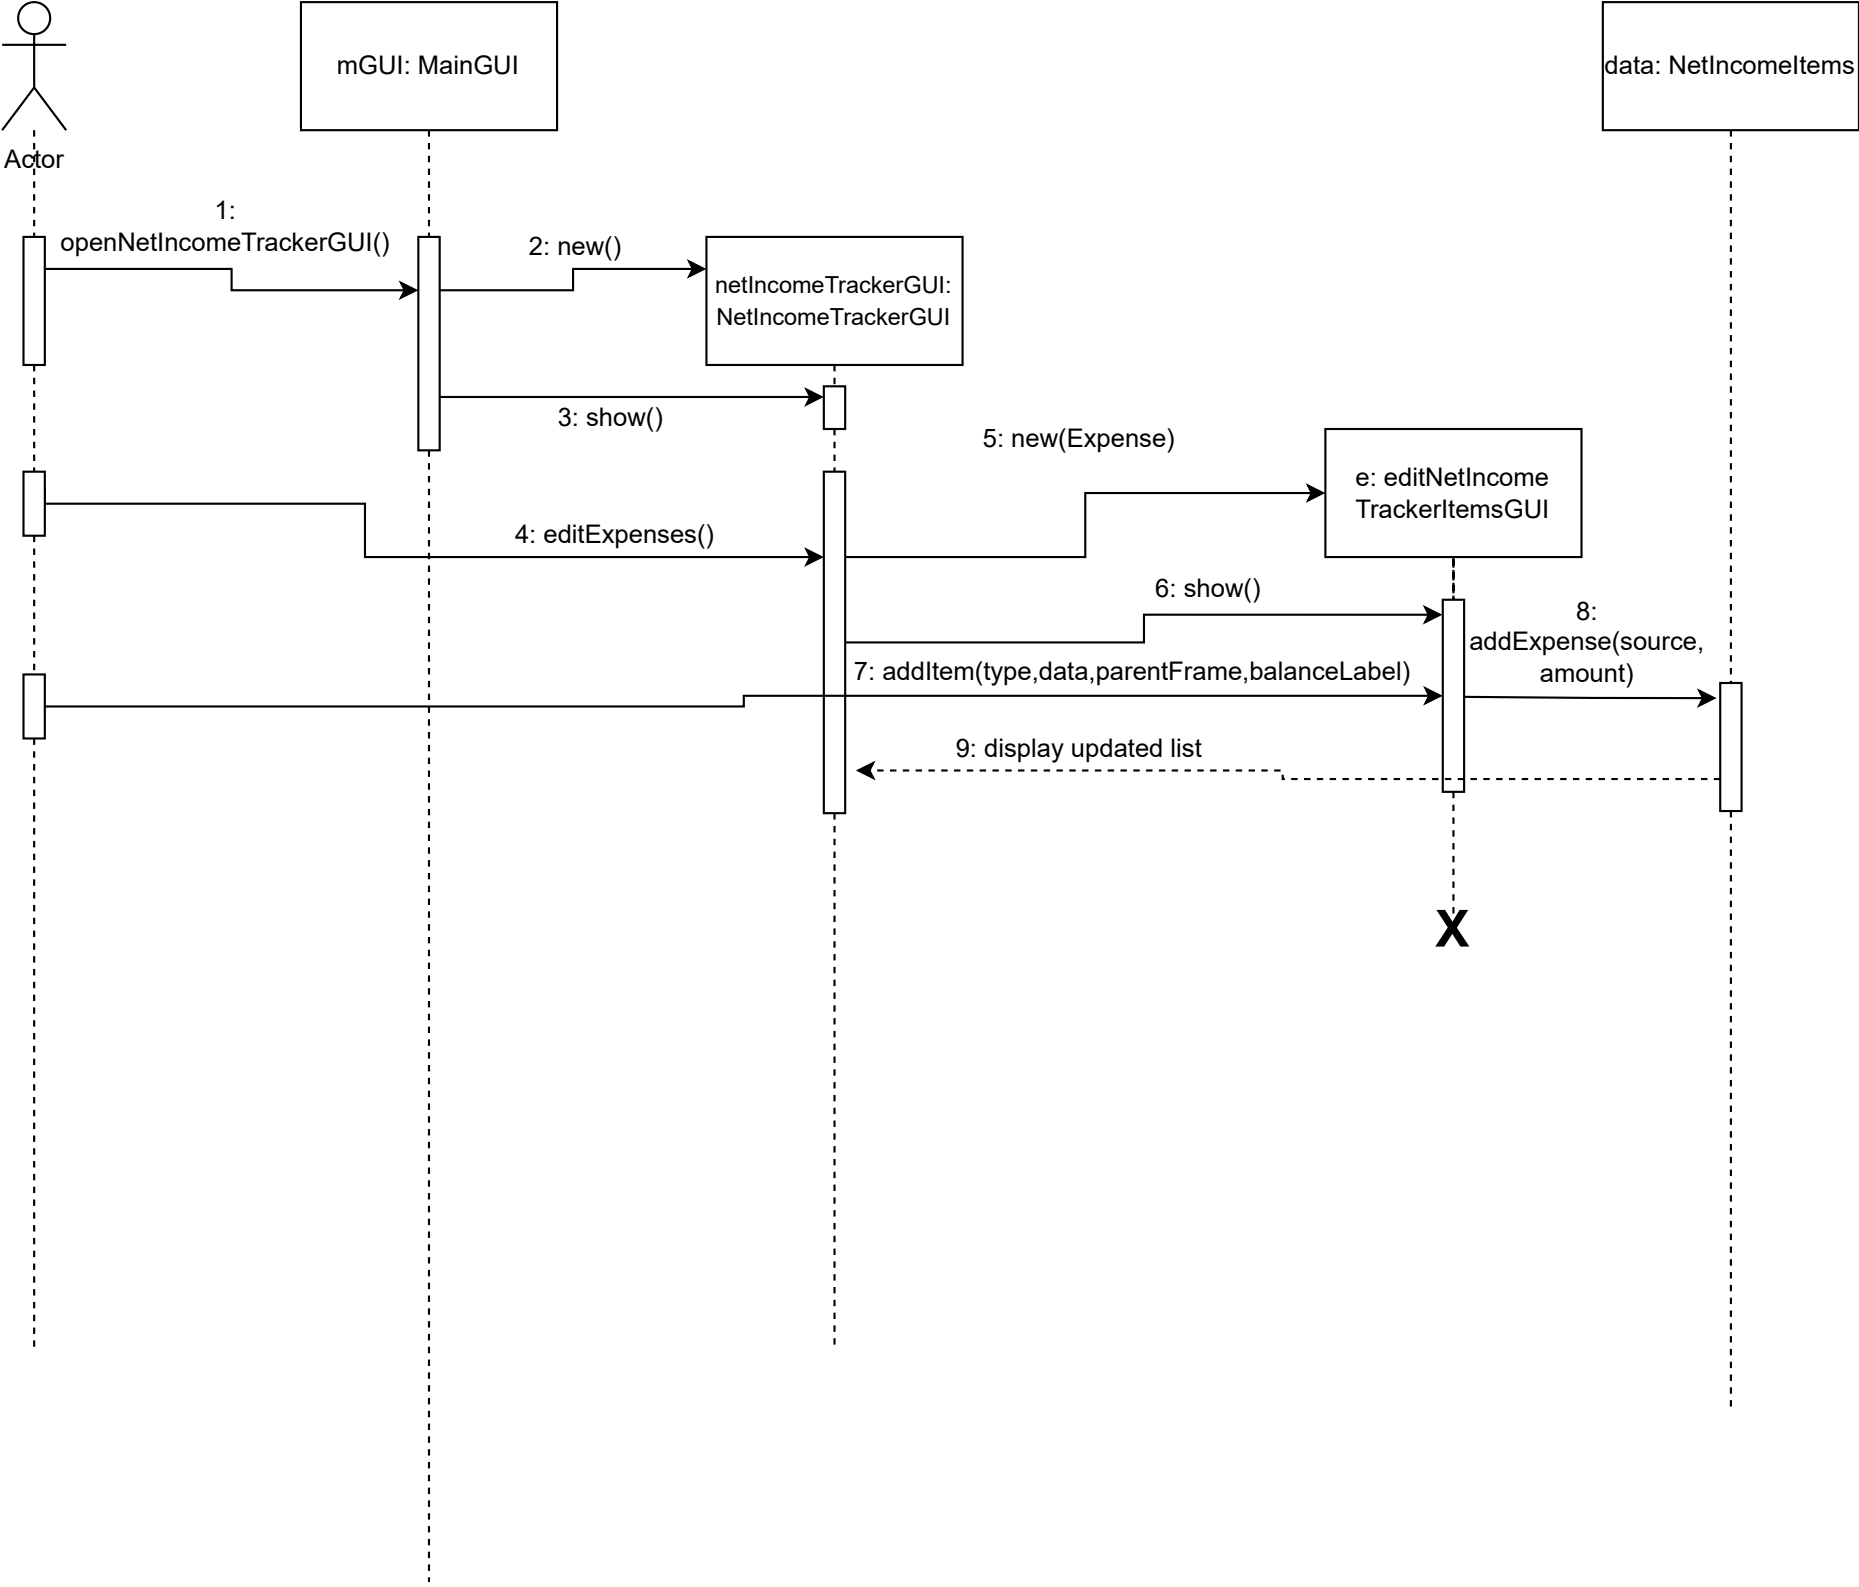 mGUI: MainGUI
data: NetIncomeItems
Actor
1:
openNetIncomeTrackerGUI()
2: new()
netIncomeTrackerGUI:
NetIncomeTrackerGUI
3: show()
5: new(Expense)
e: editNetIncome
TrackerItemsGUI
4: editExpenses()
6: show()
8:
addExpense(source,
amount)
7: addItem(type,data,parentFrame,balanceLabel)
9: display updated list
X